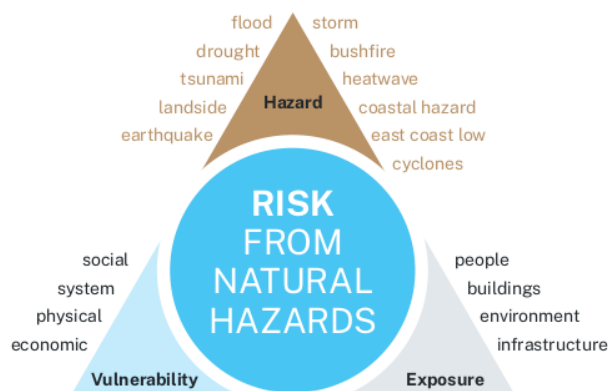 flood storm
drought bushfire
tsunami heatwave
Hazard
landside coastal hazard
earthquake east coast low
cyclones
RISK
FROM
NATURAL
HAZARDS
social
system
physical
economic
Vulnerability
people
buildings
environment
infrastructure
Exposure